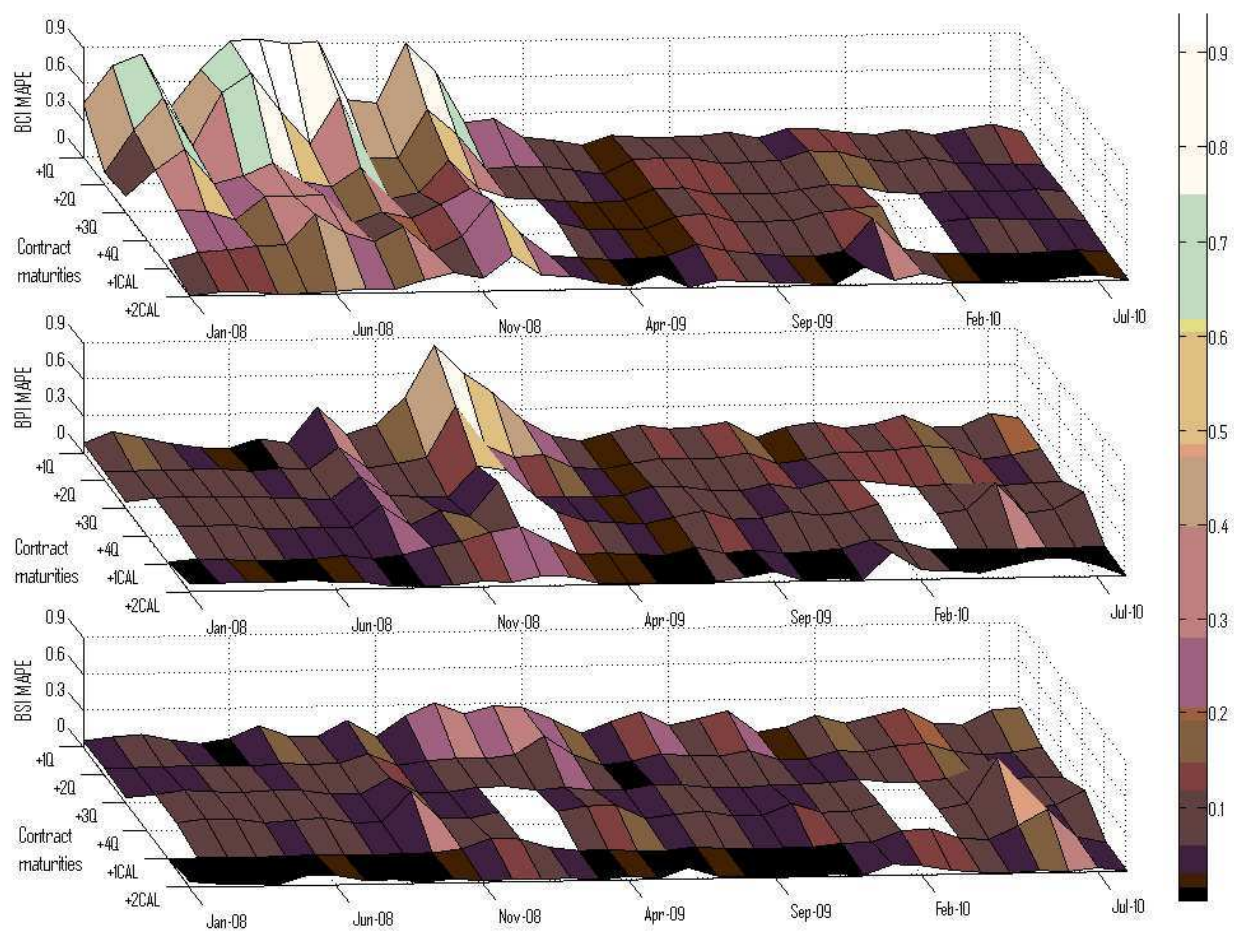 0.9
0.6
0.3
0
BCI MAPE
+1Q
+2Q
+3Q
+4Q
+1CAL
+2CAL
Contract
maturities
Jan-08
Jun-08
Nov-08
Apr-09
Sep-09
Feb-10
Jul-10
0.9
0.6
0.3
0
BPI MAPE
+1Q
+2Q
+3Q
+4Q
+1CAL
+2CAL
Contract
maturities
Jan-08
Jun-08
Nov-08
Apr-09
Sep-09
Feb-10
Jul-10
0.9
0.6
0.3
0
BSI MAPE
+1Q
+2Q
+3Q
+4Q
+1CAL
+2CAL
Contract
maturities
Jan-08
Jun-08
Nov-08
Apr-09
Sep-09
Feb-10
Jul-10
0.9
0.8
0.7
0.6
0.5
0.4
0.3
0.2
0.1